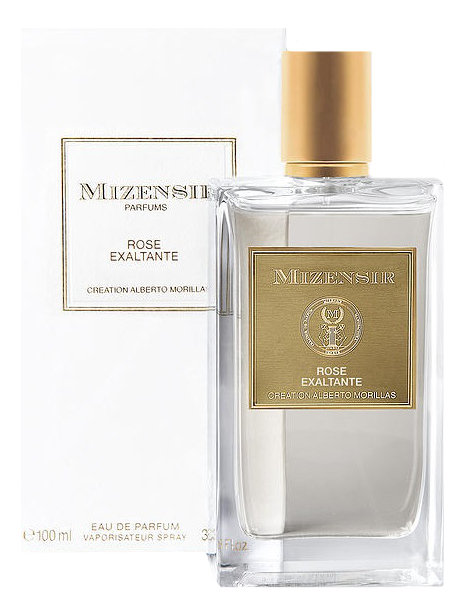 MIZENSIR
PARFUMS
ROSE
EXALTANTE
CREATION ALBERTO MORILLAS
℮100 ml
EAU DE PARFUM
VAPORISATEUR SPRAY
MIZENSIR
M
ROSE
EXALTANTE
CREATION ALBERTO MORILLAS